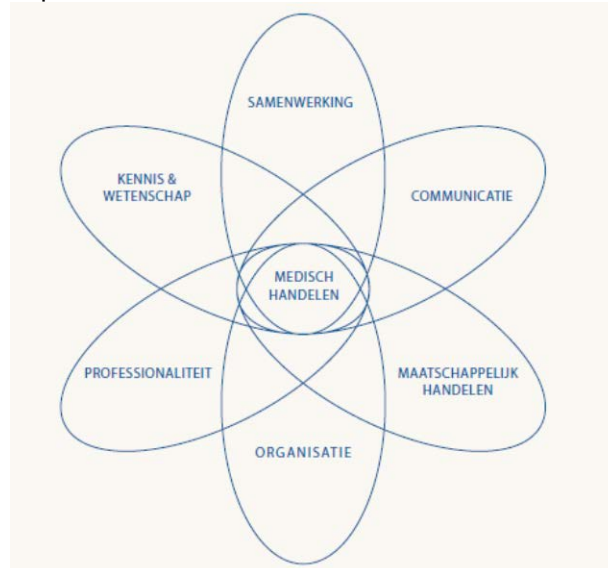 SAMENWERKING
KENNIS &
WETENSCHAP
COMMUNICATIE
MEDISCH
HANDELEN
PROFESSIONALITEIT
MAATSCHAPPELIJK
HANDELEN
ORGANISATIE